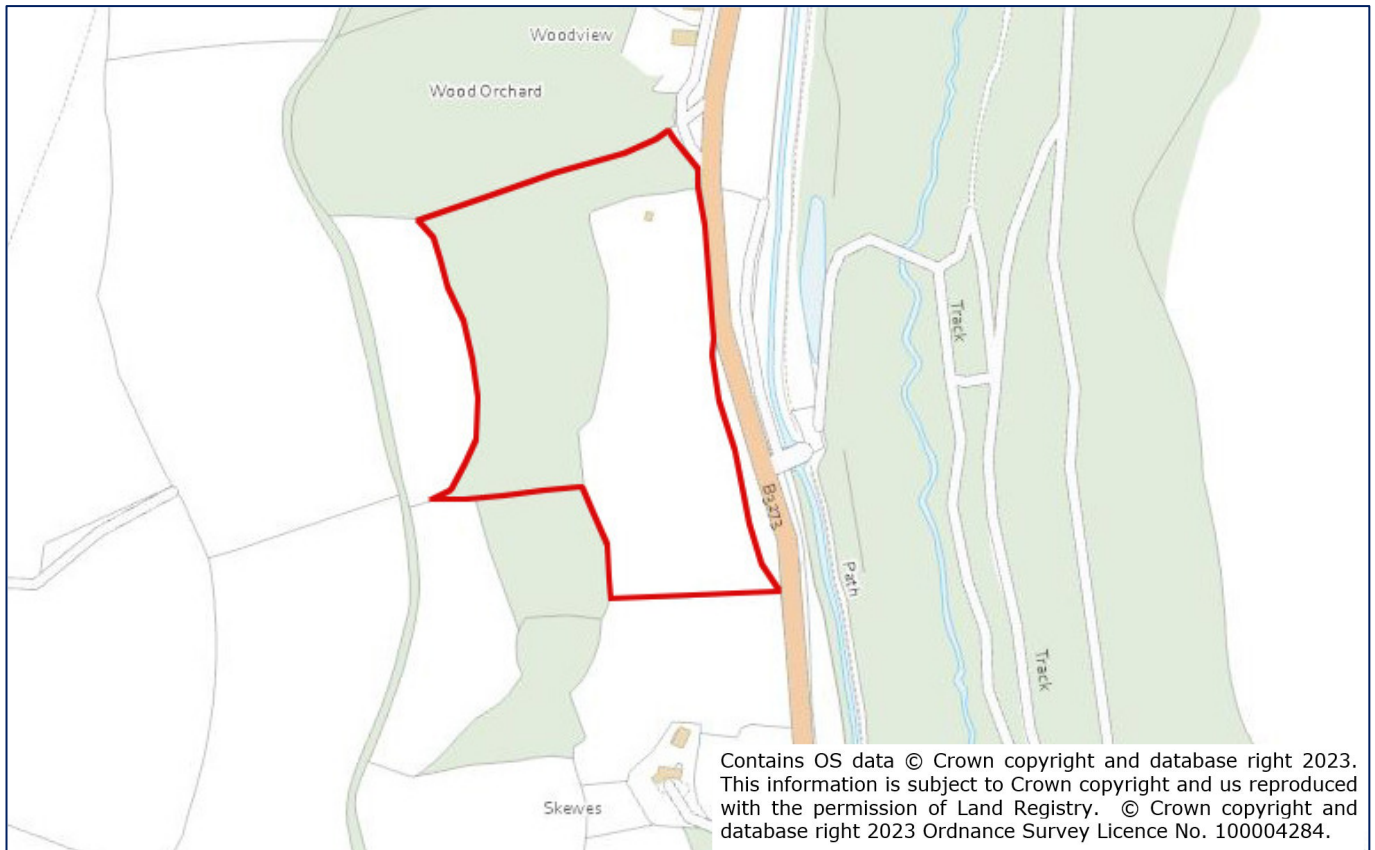 Woodview
Wood Orchard
Track
B3273
Path
Track
Skewes
Contains OS data © Crown copyright and database right 2023.
This information is subject to Crown copyright and us reproduced
with the permission of Land Registry. © Crown copyright and
database right 2023 Ordnance Survey Licence No. 100004284.